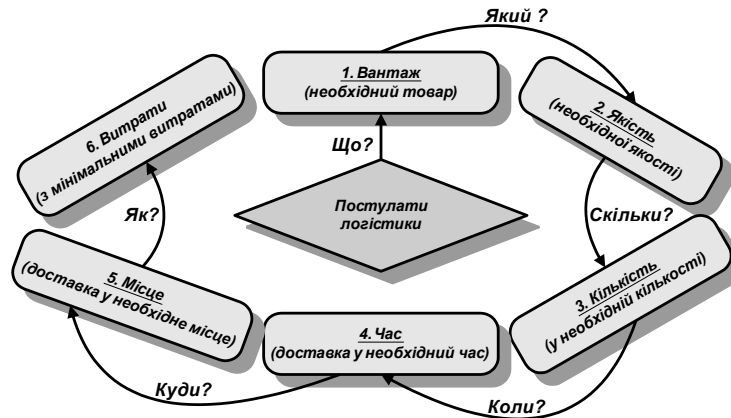 Який ?
1. Вантаж
(необхідний товар)
2. Якість
(необхідної якості)
6. Витрати
(з мінімальними витратами)
Що?
Постулати
логістики
Як?
Скільки?
5. Місце
(доставка у необхідне місце)
3. Кількість
(у необхідній кількості)
4. Час
(доставка у необхідний час)
Куди?
Коли?